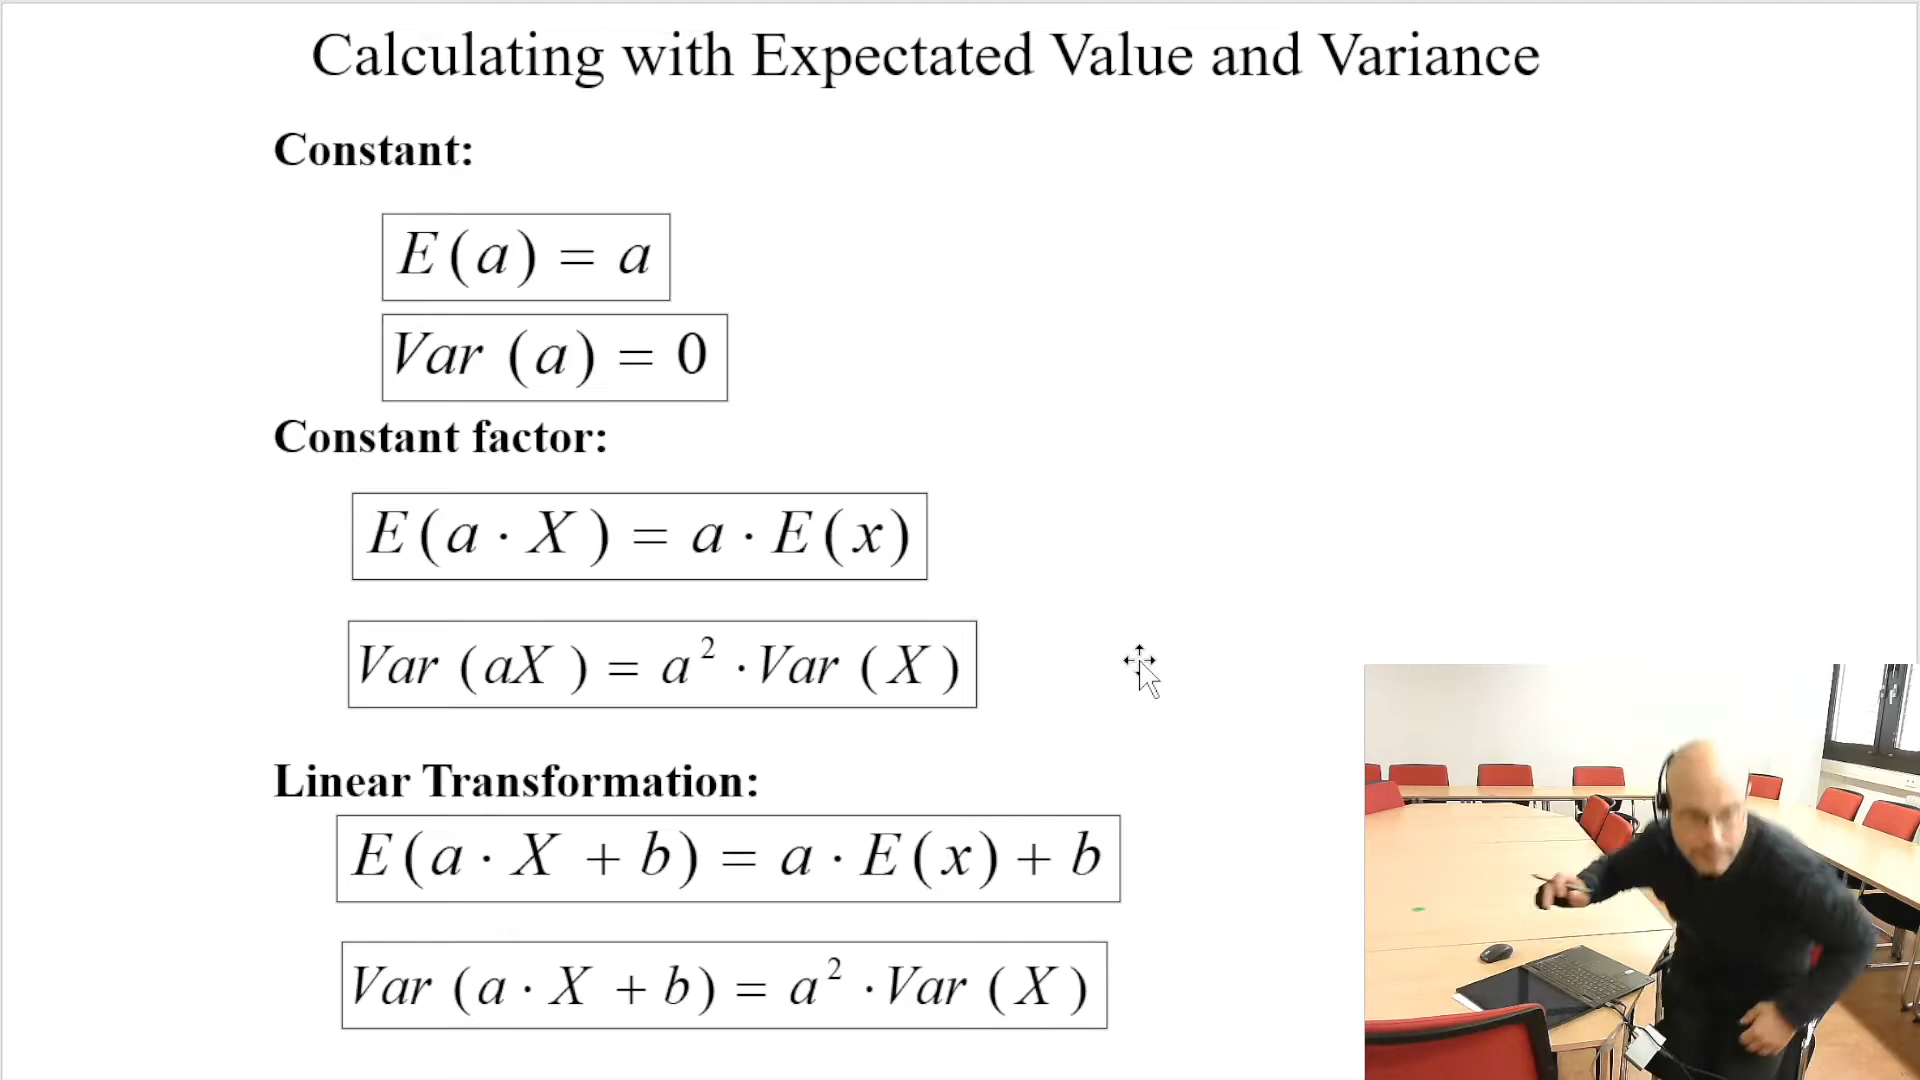 Calculating with Expectated Value and Variance
Constant:
E(a) = a
Var (a) = 0
Constant factor:
E(a · X) = a · E(x)
Var (aX) = a² · Var (X)
Linear Transformation:
E(a · X + b) = a · E(x) + b
Var (a · X + b) = a² · Var (X)